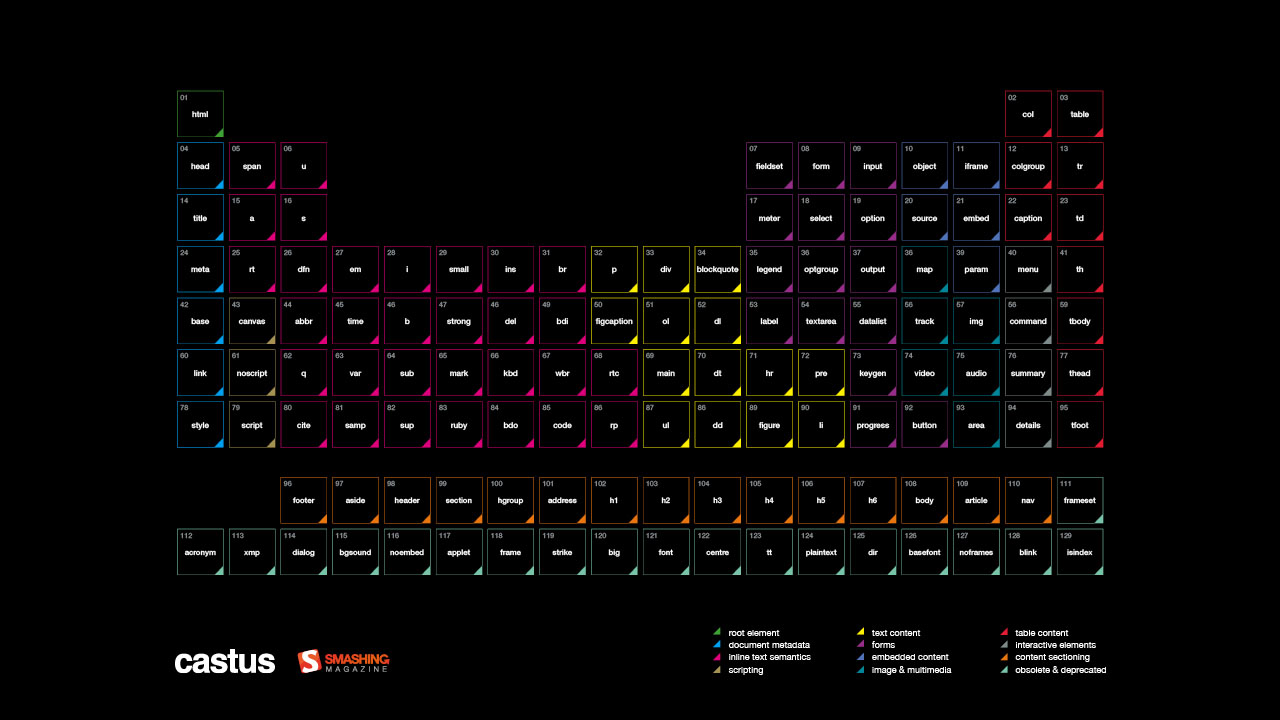 01 02 03
html col table
04 05 06 07 08 09 10 11 12 13
head span u fieldset form input object iframe colgroup tr
14 15 16 17 18 19 20 21 22 23
title a s meter select option source embed caption td
24 25 26 27 28 29 30 31 32 33 34 35 36 37 38 39 40 41
meta rt dfn em i small ins br p div blockquote legend optgroup output map param menu th
42 43 44 45 46 47 48 49 50 51 52 53 54 55 56 57 58 59
base canvas abbr time b strong del bdi figcaption ol dl label textarea datalist track img command tbody
60 61 62 63 64 65 66 67 68 69 70 71 72 73 74 75 76 77
link noscript q var sub mark kbd wbr rtc main dt hr pre keygen video audio summary thead
78 79 80 81 82 83 84 85 86 87 88 89 90 91 92 93 94 95
style script cite samp sup ruby bdo code rp ul dd figure li progress button area details tfoot
96 97 98 99 100 101 102 103 104 105 106 107 108 109 110 111
footer aside header section hgroup address h1 h2 h3 h4 h5 h6 body article nav frameset
112 113 114 115 116 117 118 119 120 121 122 123 124 125 126 127 128 129
acronym xmp dialog bgsound noembed applet frame strike big font centre tt plaintext dir basefont noframes blink isindex
root element text content table content
document metadata forms interactive elements
inline text semantics embedded content content sectioning
scripting image & multimedia obsolete & deprecated
castus SMASHING
MAGAZINE